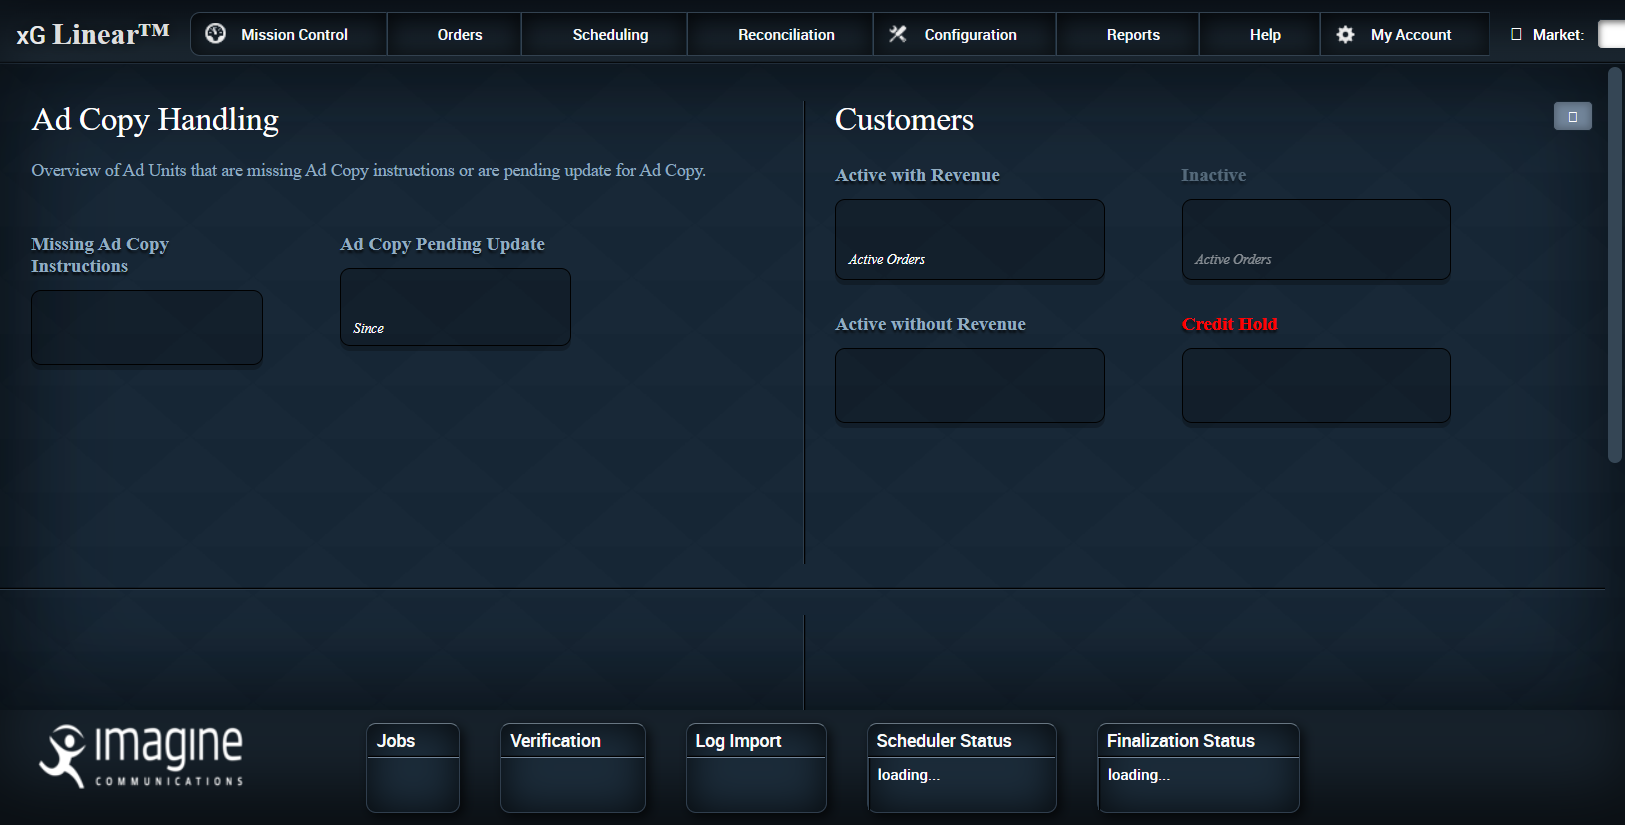 xG Linear™
Mission Control
Orders
Scheduling
Reconciliation
Configuration
Reports
Help
My Account
Market:
Ad Copy Handling
Overview of Ad Units that are missing Ad Copy instructions or are pending update for Ad Copy.
Missing Ad Copy
Instructions
Ad Copy Pending Update
Since
Customers
Active with Revenue
Active Orders
Inactive
Active Orders
Active without Revenue
Credit Hold
imagine
COMMUNICATIONS
Jobs
Verification
Log Import
Scheduler Status
loading...
Finalization Status
loading...